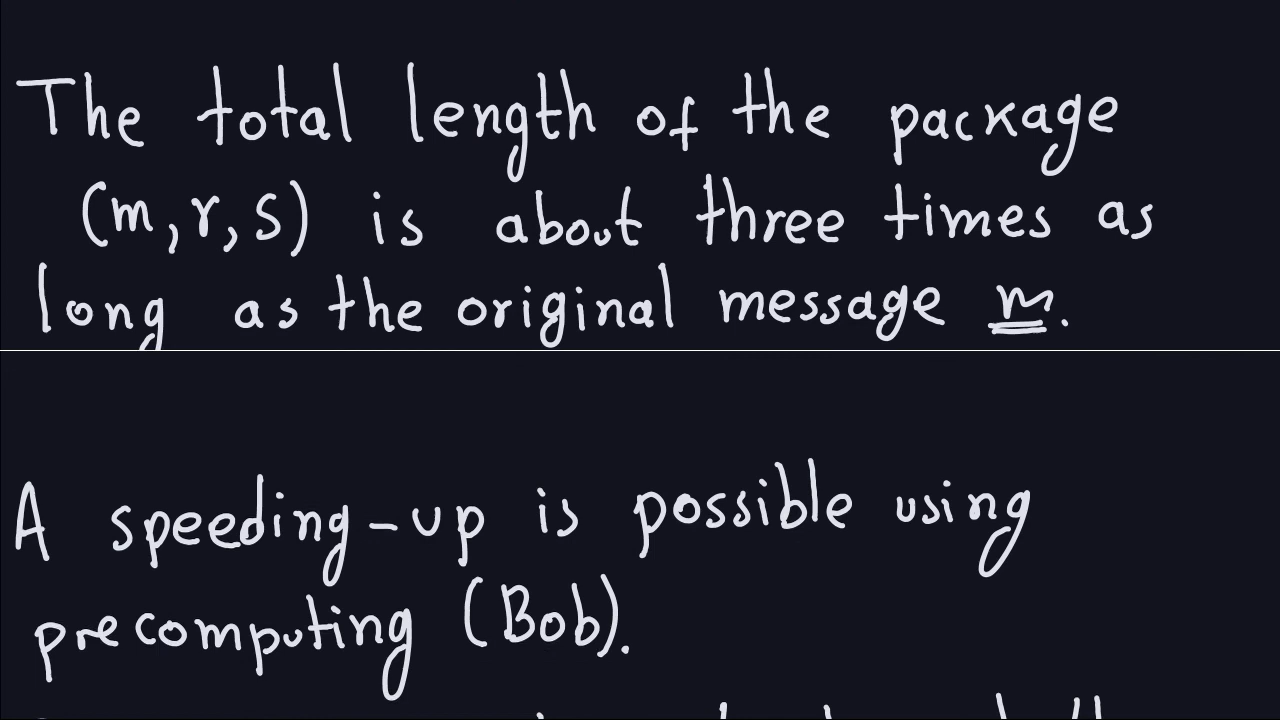 The total length of the package
(m, r, s) is about three times as
long as the original message m.
A speeding-up is possible using
precomputing (Bob).